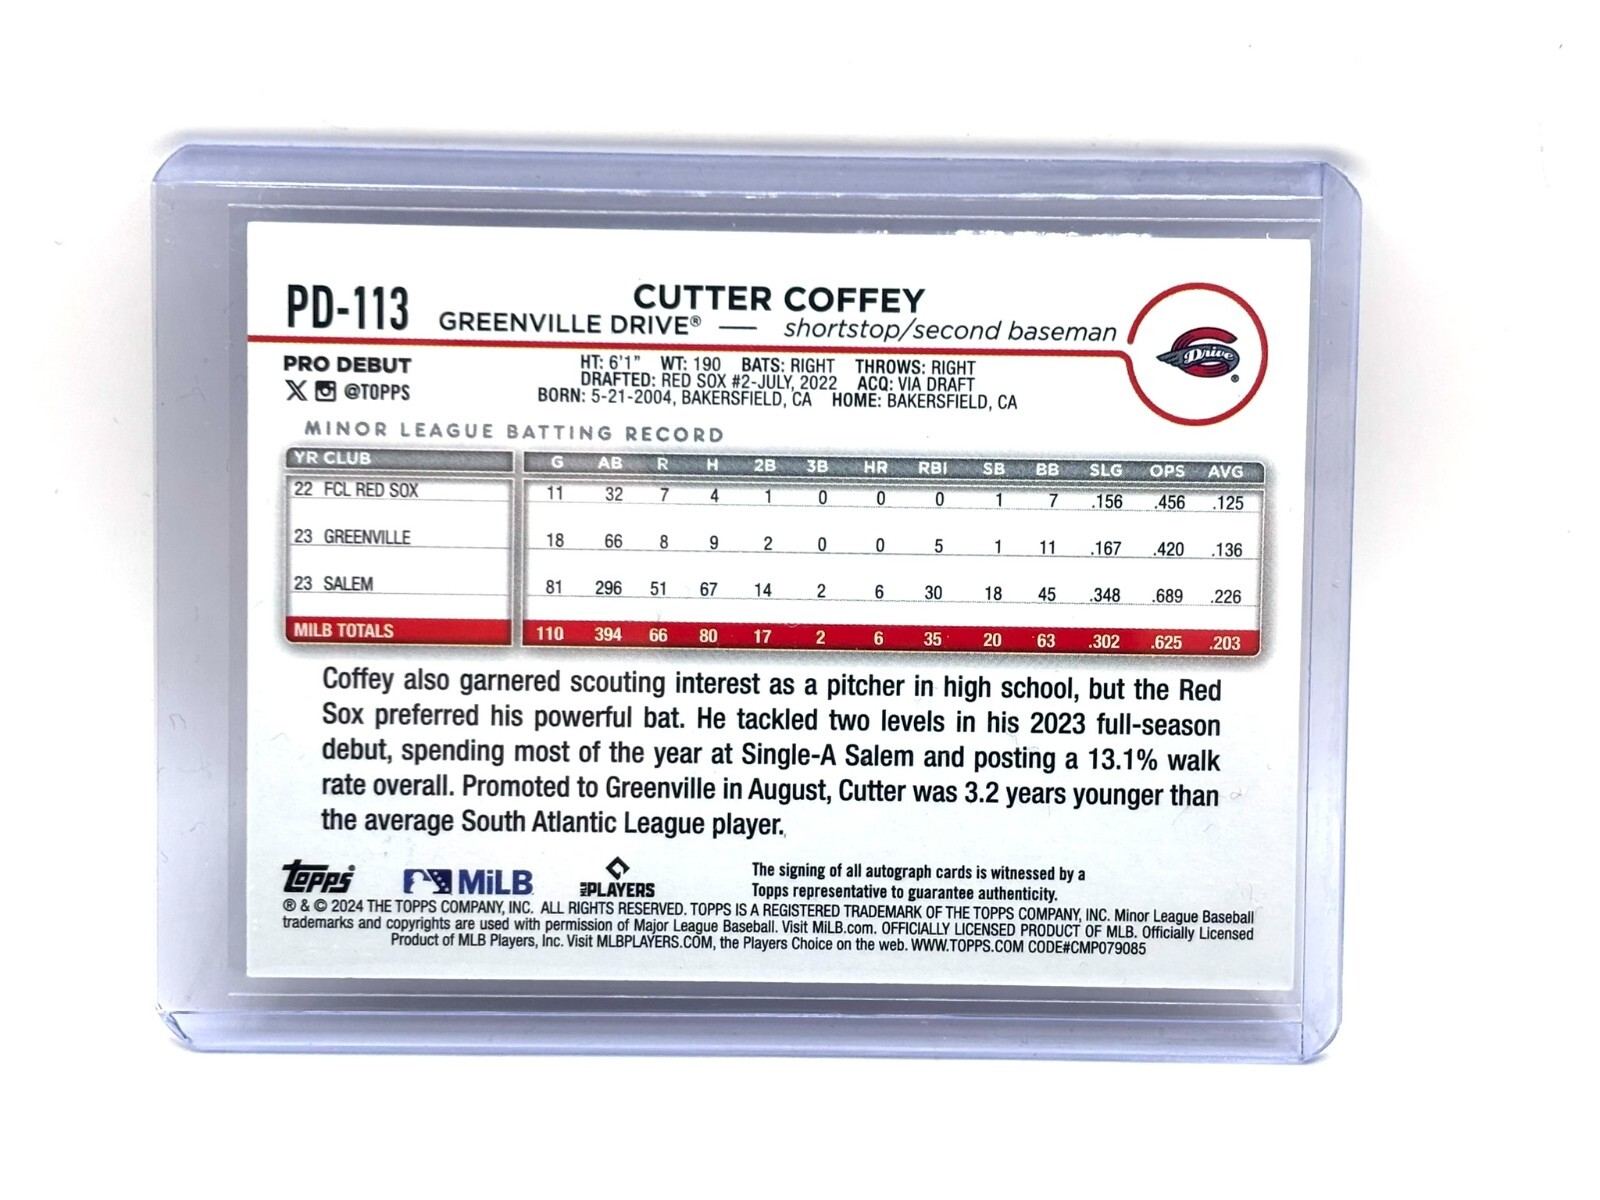 PD-113
CUTTER COFFEY
GREENVILLE DRIVE® — shortstop/second baseman
Drive ®
PRO DEBUT
@TOPPS
HT: 6'1" WT: 190 BATS: RIGHT THROWS: RIGHT
DRAFTED: RED SOX #2-JULY, 2022 ACQ: VIA DRAFT
BORN: 5-21-2004, BAKERSFIELD, CA HOME: BAKERSFIELD, CA
MINOR LEAGUE BATTING RECORD
YR CLUB G AB R H 2B 3B HR RBI SB BB SLG OPS AVG
22 FCL RED SOX 11 32 7 4 1 0 0 0 1 7 .156 .456 .125
23 GREENVILLE 18 66 8 9 2 0 0 5 1 11 .167 .420 .136
23 SALEM 81 296 51 67 14 2 6 30 18 45 .348 .689 .226
MILB TOTALS 110 394 66 80 17 2 6 35 20 63 .302 .625 .203
Coffey also garnered scouting interest as a pitcher in high school, but the Red
Sox preferred his powerful bat. He tackled two levels in his 2023 full-season
debut, spending most of the year at Single-A Salem and posting a 13.1% walk
rate overall. Promoted to Greenville in August, Cutter was 3.2 years younger than
the average South Atlantic League player.
topps MiLB MLB PLAYERS
The signing of all autograph cards is witnessed by a
Topps representative to guarantee authenticity.
® & © 2024 THE TOPPS COMPANY, INC. ALL RIGHTS RESERVED. TOPPS IS A REGISTERED TRADEMARK OF THE TOPPS COMPANY, INC. Minor League Baseball
trademarks and copyrights are used with permission of Major League Baseball. Visit MiLB.com. OFFICIALLY LICENSED PRODUCT OF MLB. Officially Licensed
Product of MLB Players, Inc. Visit MLBPLAYERS.COM, the Players Choice on the web. WWW.TOPPS.COM CODE#CMP079085